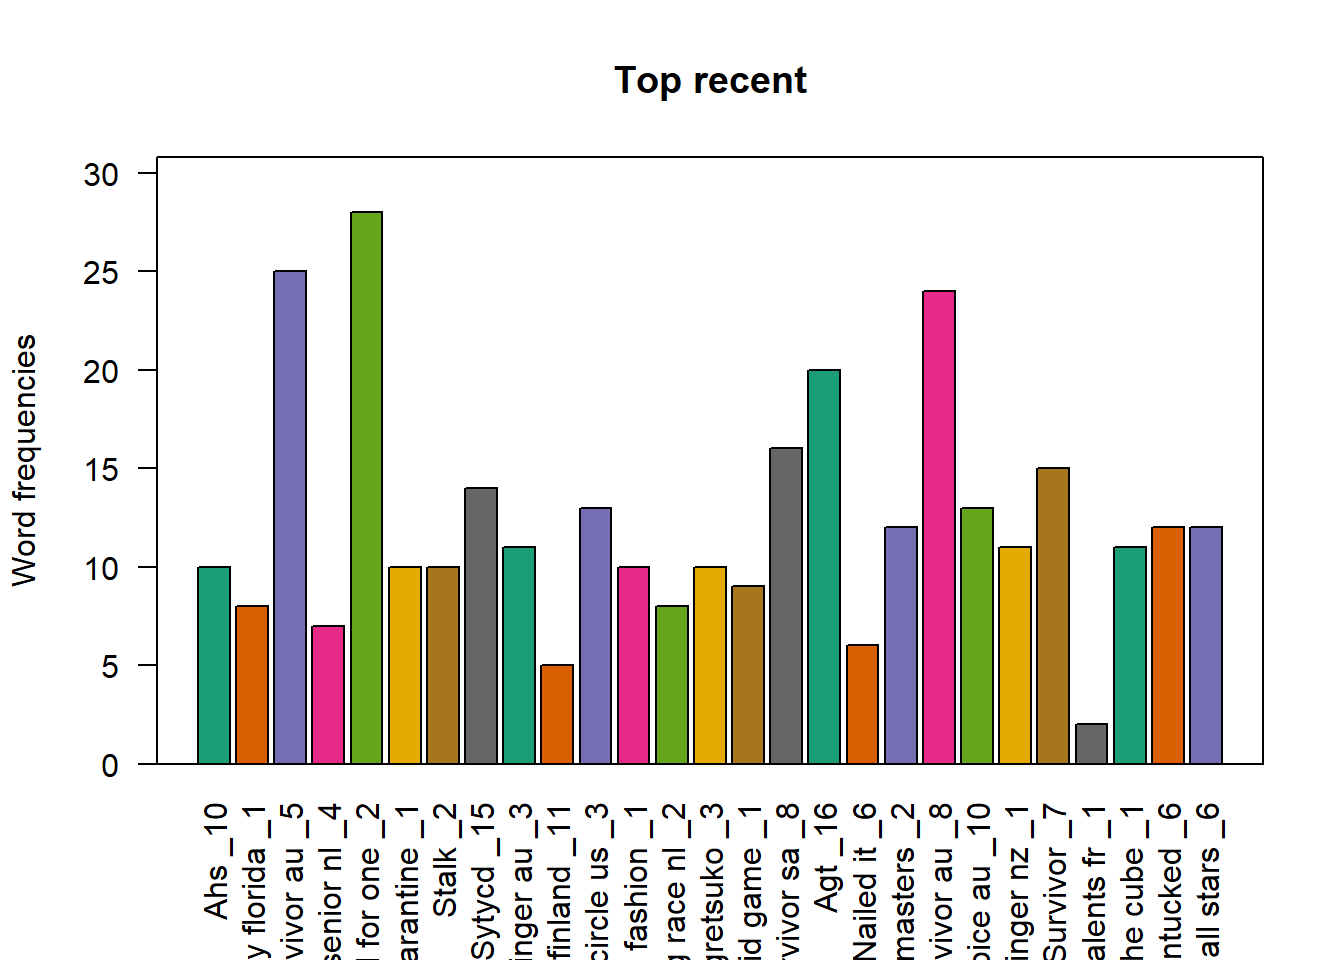 Top recent
Word frequencies
30
25
20
15
10
5
0
Ahs _10
y florida _1
vivor au _5
senior nl _4
l for one _2
arantine _1
Stalk _2
Sytycd _15
inger au _3
finland _11
circle us _3
fashion _1
g race nl _2
gretsuko _3
id game _1
rvivor sa _8
Agt _16
Nailed it _6
masters _2
vivor au _8
oice au _10
inger nz _1
Survivor _7
alents fr _1
he cube _1
ntucked _6
all stars _6